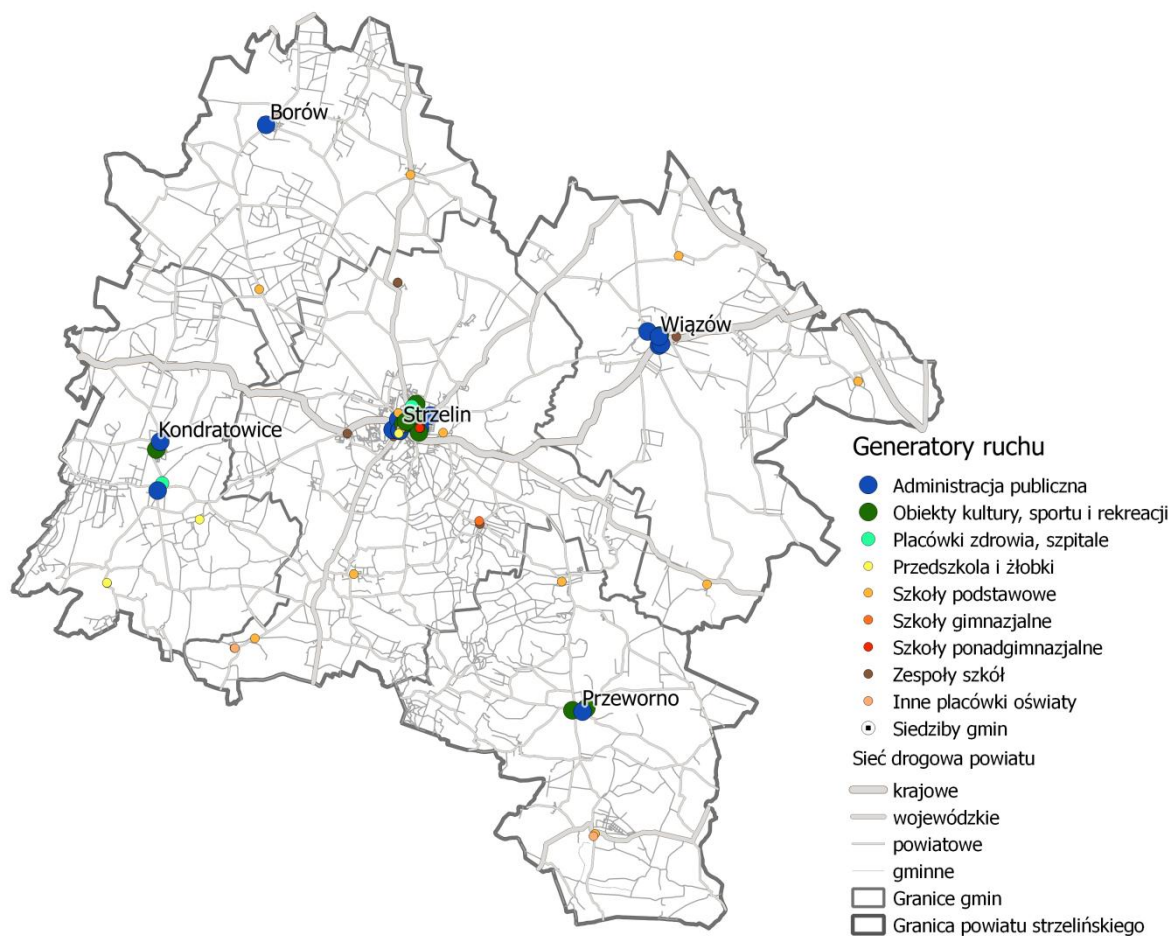 Borów
Wiązów
Strzelin
Kondratowice
Przeworno
Generatory ruchu
Administracja publiczna
Obiekty kultury, sportu i rekreacji
Placówki zdrowia, szpitale
Przedszkola i żłobki
Szkoły podstawowe
Szkoły gimnazjalne
Szkoły ponadgimnazjalne
Zespoły szkół
Inne placówki oświaty
Siedziby gmin
Sieć drogowa powiatu
krajowe
wojewódzkie
powiatowe
gminne
Granice gmin
Granica powiatu strzelińskiego